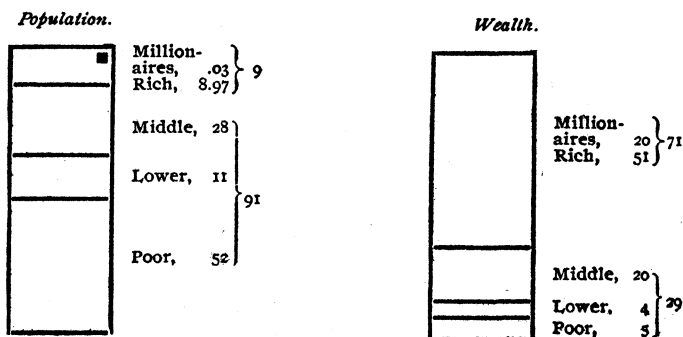 Population.
Million-
aires, .03
Rich, 8.97
9
Middle, 28
Lower, 11
Poor, 52
91
Wealth.
Million-
aires, 20
Rich, 51
71
Middle, 20
Lower, 4
Poor, 5
29